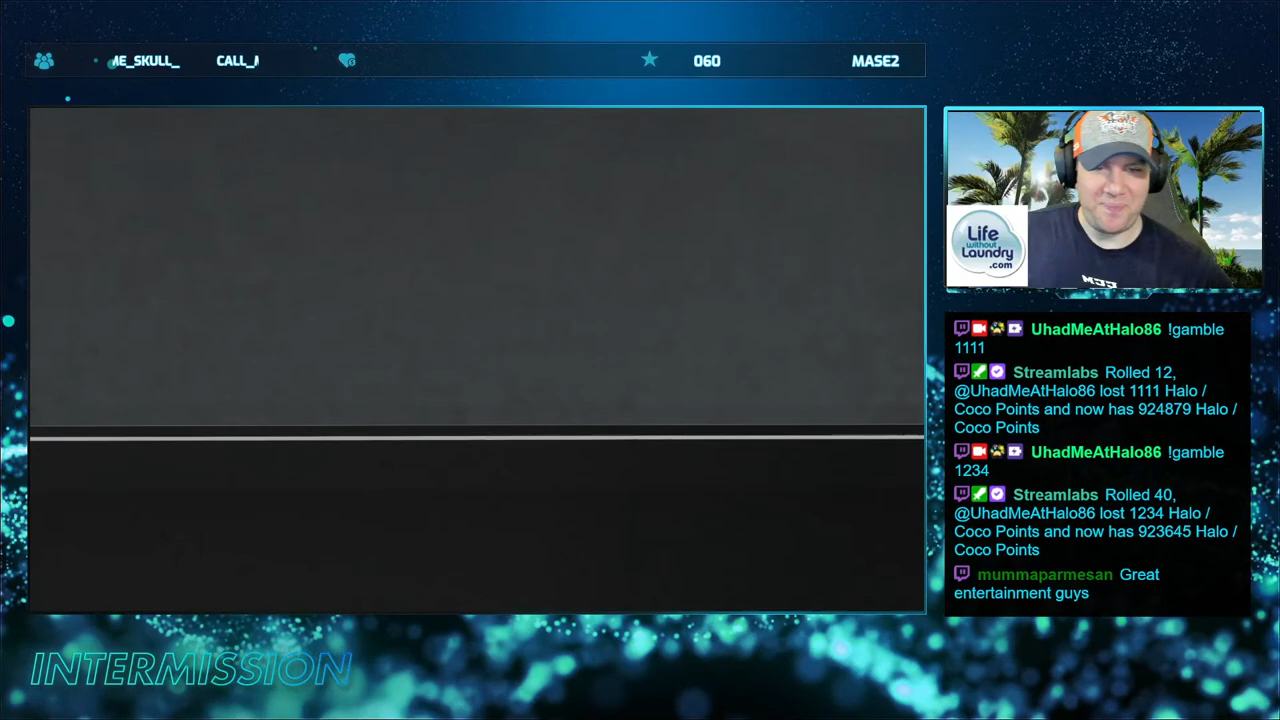 CALL_
060
MASE2
Life
without
Laundry
.com
UhadMeAtHalo86 !gamble
1111
Streamlabs Rolled 12,
@UhadMeAtHalo86 lost 1111 Halo /
Coco Points and now has 924879 Halo /
Coco Points
UhadMeAtHalo86 !gamble
1234
Streamlabs Rolled 40,
@UhadMeAtHalo86 lost 1234 Halo /
Coco Points and now has 923645 Halo /
Coco Points
mummaparmesan Great
entertainment guys
INTERMISSION